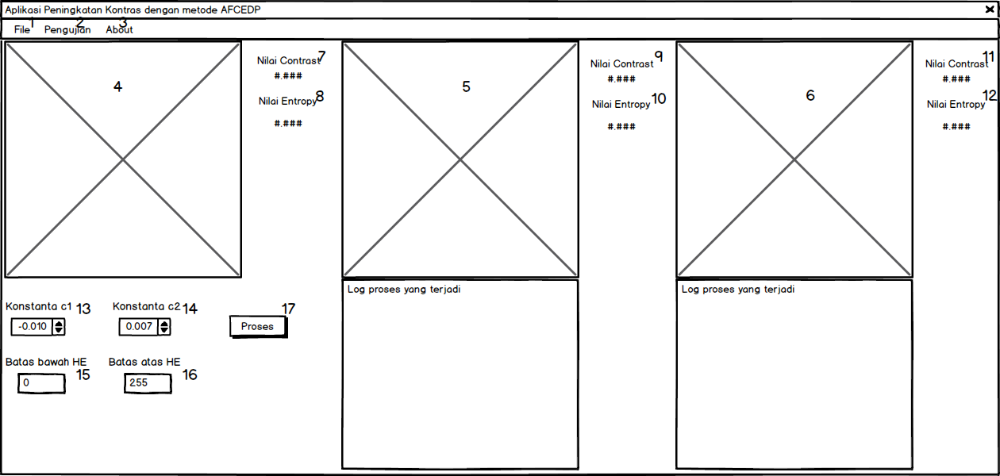 Aplikasi Peningkatan Kontras dengan metode AFCEDP
File 1 Pengujian 2 About 3
4
Nilai Contrast 7
#.###
Nilai Entropy 8
#.###
5
Nilai Contrast 9
#.###
Nilai Entropy 10
#.###
6
Nilai Contrast 11
#.###
Nilai Entropy 12
#.###
Konstanta c1 13
-0.010
Konstanta c2 14
0.007
17
Proses
Batas bawah HE
15
0
Batas atas HE
16
255
Log proses yang terjadi
Log proses yang terjadi